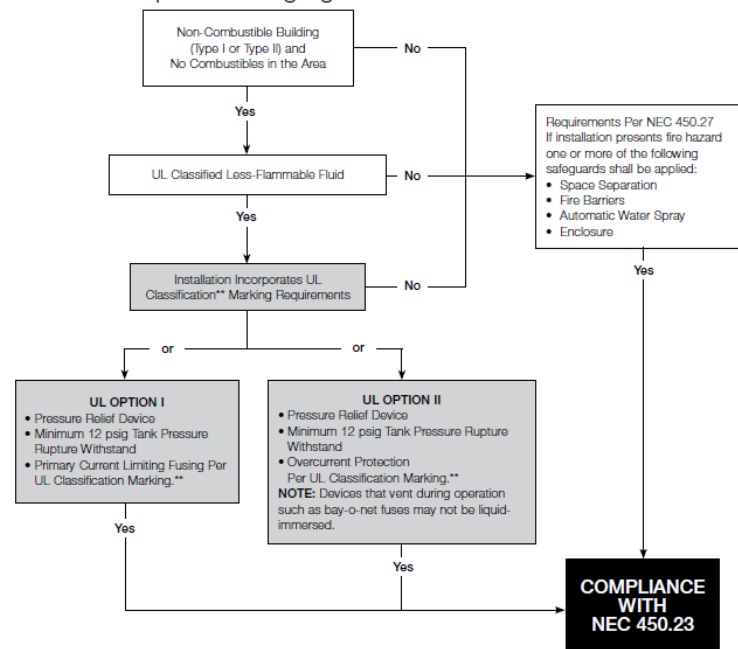 Non-Combustible Building
(Type I or Type II) and
No Combustibles in the Area
No
Yes
Requirements Per NEC 450.27
If installation presents fire hazard
one or more of the following
safeguards shall be applied:
• Space Separation
• Fire Barriers
• Automatic Water Spray
• Enclosure
UL Classified Less-Flammable Fluid
No
Yes
Yes
Installation Incorporates UL
Classification** Marking Requirements
No
or
or
UL OPTION I
• Pressure Relief Device
• Minimum 12 psig Tank Pressure
Rupture Withstand
• Primary Current Limiting Fusing Per
UL Classification Marking.**
UL OPTION II
• Pressure Relief Device
• Minimum 12 psig Tank Pressure Rupture
Withstand
• Overcurrent Protection
Per UL Classification Marking.**
NOTE: Devices that vent during operation
such as bay-o-net fuses may not be liquid-
immersed.
Yes
Yes
COMPLIANCE
WITH
NEC 450.23